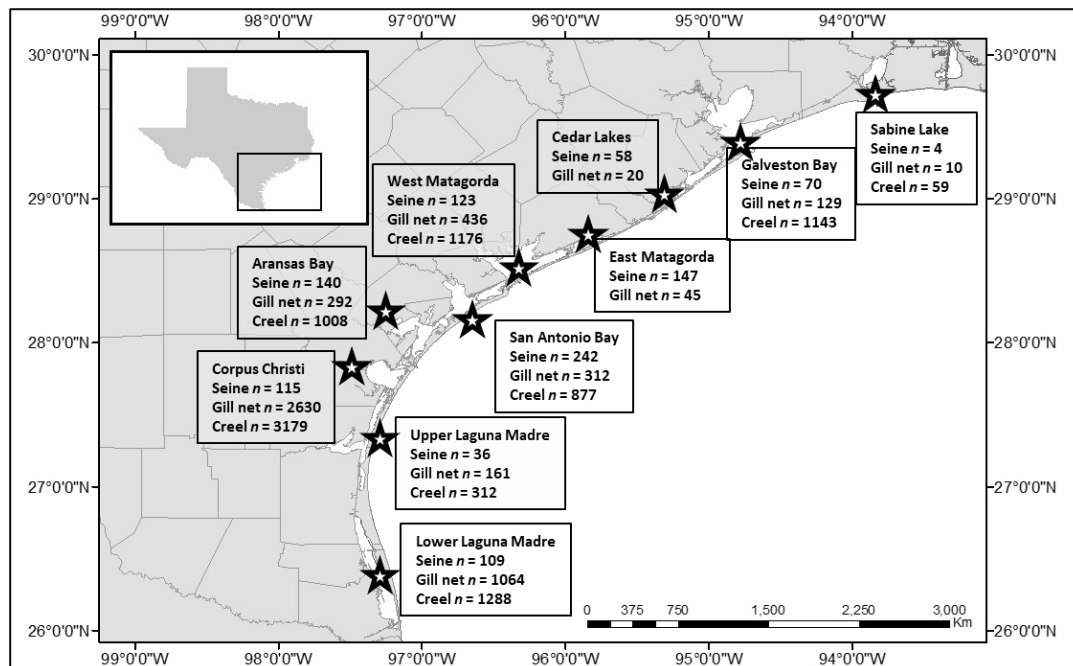 99°0'0"W 98°0'0"W 97°0'0"W 96°0'0"W 95°0'0"W 94°0'0"W
30°0'0"N 30°0'0"N
29°0'0"N 29°0'0"N
28°0'0"N 28°0'0"N
27°0'0"N 27°0'0"N
26°0'0"N 26°0'0"N
Sabine Lake
Seine n = 4
Gill net n = 10
Creel n = 59
Galveston Bay
Seine n = 70
Gill net n = 129
Creel n = 1143
Cedar Lakes
Seine n = 58
Gill net n = 20
West Matagorda
Seine n = 123
Gill net n = 436
Creel n = 1176
East Matagorda
Seine n = 147
Gill net n = 45
Aransas Bay
Seine n = 140
Gill net n = 292
Creel n = 1008
San Antonio Bay
Seine n = 242
Gill net n = 312
Creel n = 877
Corpus Christi
Seine n = 115
Gill net n = 2630
Creel n = 3179
Upper Laguna Madre
Seine n = 36
Gill net n = 161
Creel n = 312
Lower Laguna Madre
Seine n = 109
Gill net n = 1064
Creel n = 1288
0 375 750 1,500 2,250 3,000
Km
99°0'0"W 98°0'0"W 97°0'0"W 96°0'0"W 95°0'0"W 94°0'0"W